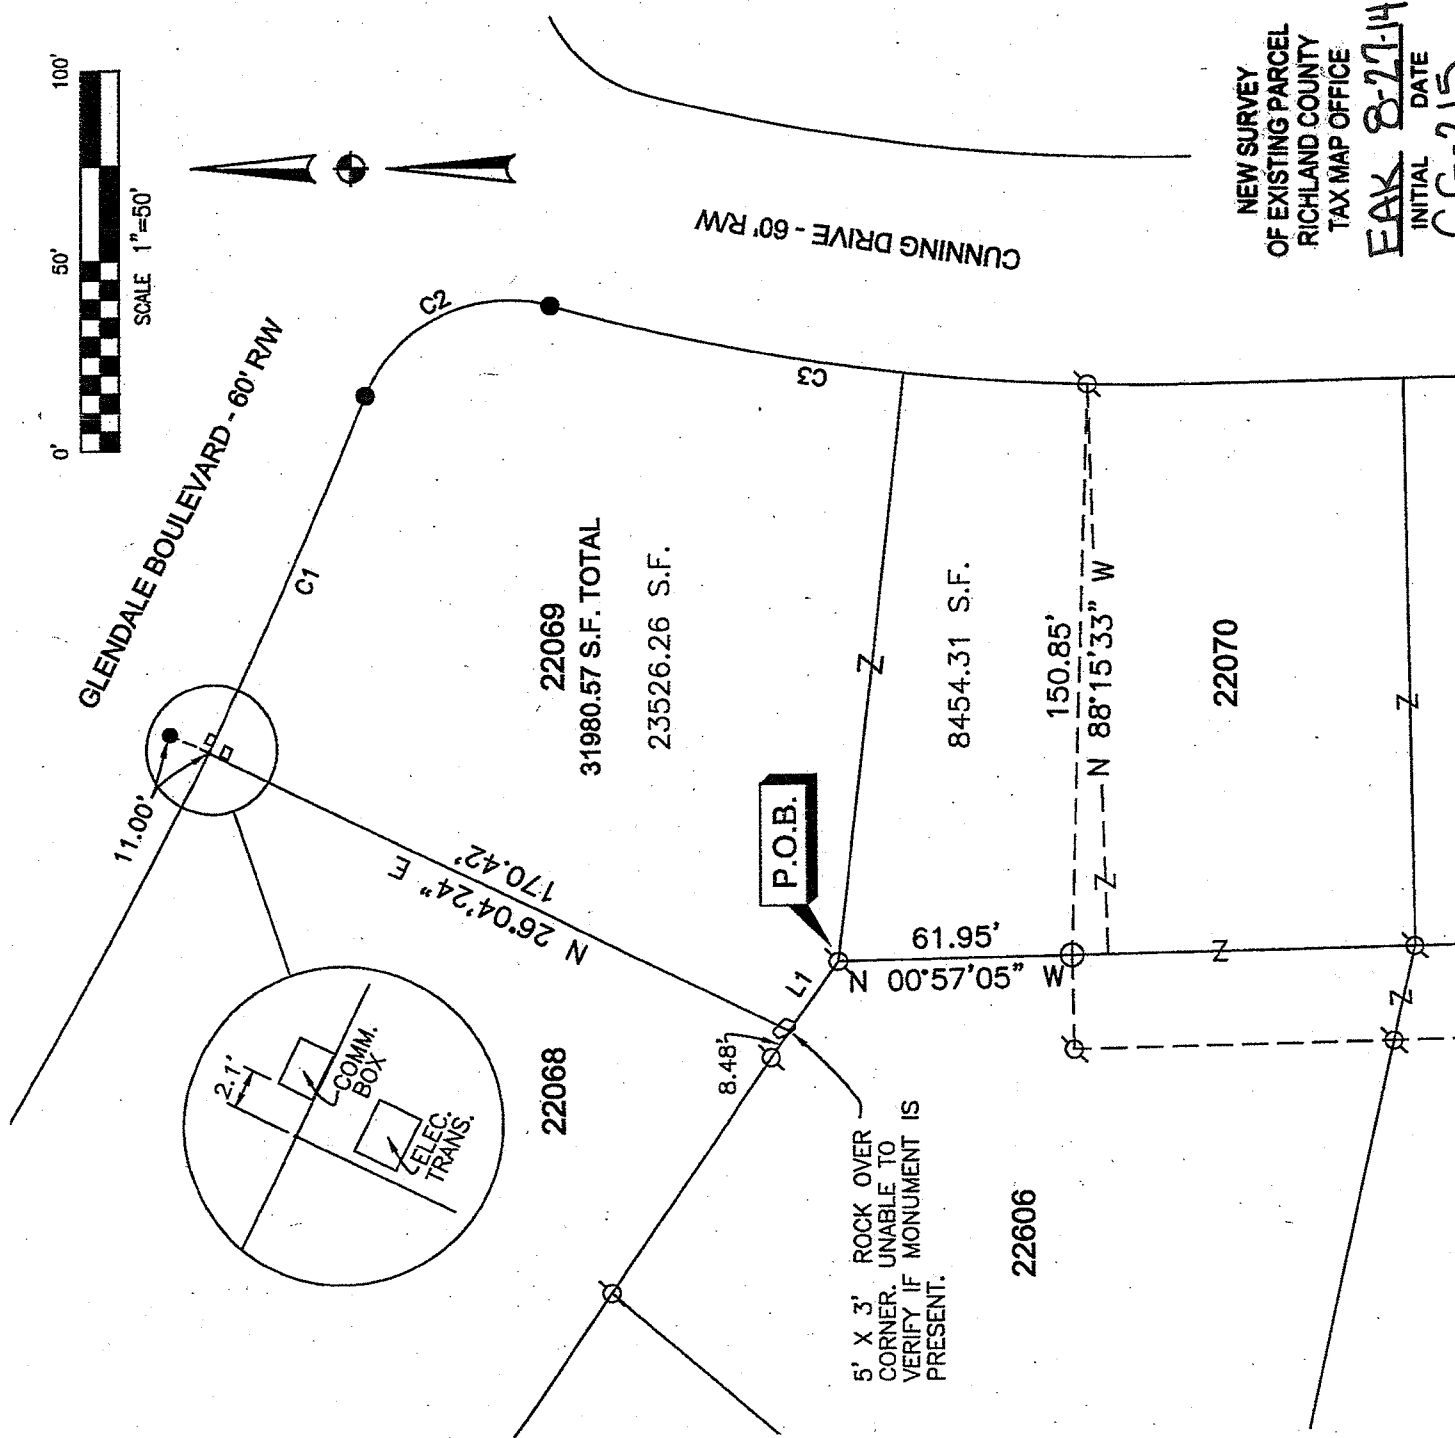 0' 50' 100'
SCALE 1"=50'
GLENDALE BOULEVARD - 60' R/W
CUNNING DRIVE - 60' R/W
C1
C2
C3
11.00'
2.1'
COMM.
BOX
ELEC.
TRANS.
N 26°04'24" E
170.42'
22069
31980.57 S.F. TOTAL
23526.26 S.F.
22068
P.O.B.
L1
8.48'
5' X 3' ROCK OVER
CORNER. UNABLE TO
VERIFY IF MONUMENT IS
PRESENT.
61.95'
N 00°57'05" W
8454.31 S.F.
150.85'
N 88°15'33" W
22070
22606
NEW SURVEY
OF EXISTING PARCEL
RICHLAND COUNTY
TAX MAP OFFICE
EAK 8-27-14
INITIAL DATE